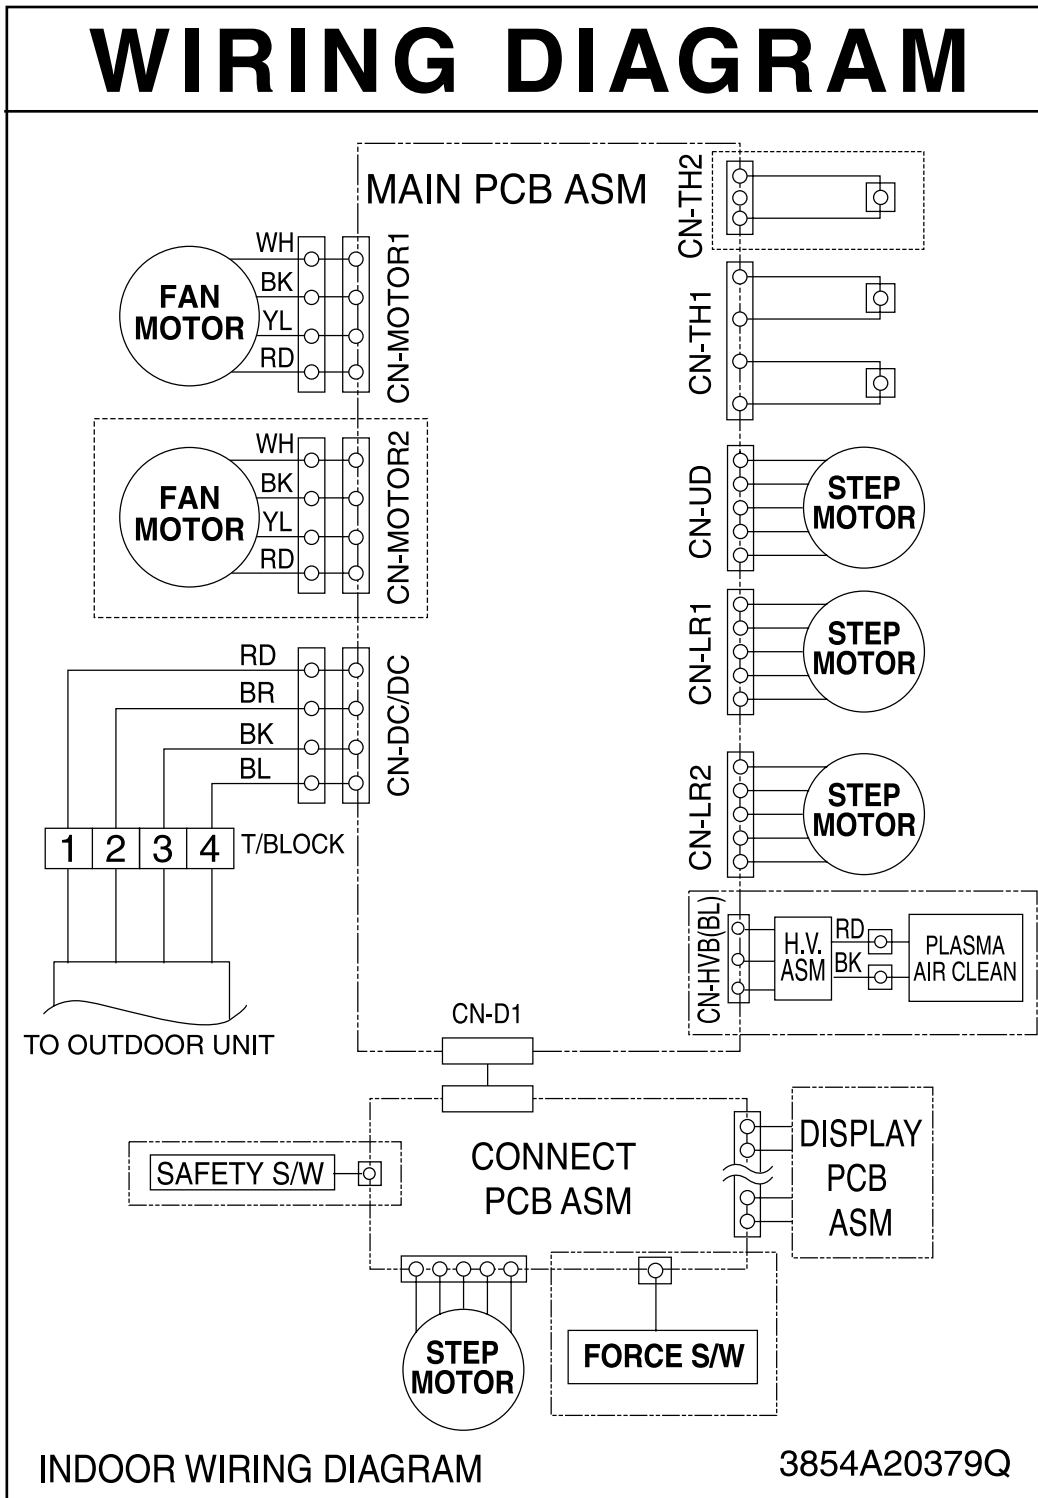 WIRING DIAGRAM
MAIN PCB ASM
CN-TH2
WH
BK
YL
RD
FAN
MOTOR
CN-MOTOR1
CN-TH1
WH
BK
YL
RD
FAN
MOTOR
CN-MOTOR2
CN-UD
STEP
MOTOR
CN-LR1
STEP
MOTOR
RD
BR
BK
BL
CN-DC/DC
CN-LR2
STEP
MOTOR
1 2 3 4 T/BLOCK
TO OUTDOOR UNIT
CN-HVB(BL)
H.V.
ASM
RD
BK
PLASMA
AIR CLEAN
CN-D1
CONNECT
PCB ASM
SAFETY S/W
DISPLAY
PCB
ASM
STEP
MOTOR
FORCE S/W
INDOOR WIRING DIAGRAM
3854A20379Q